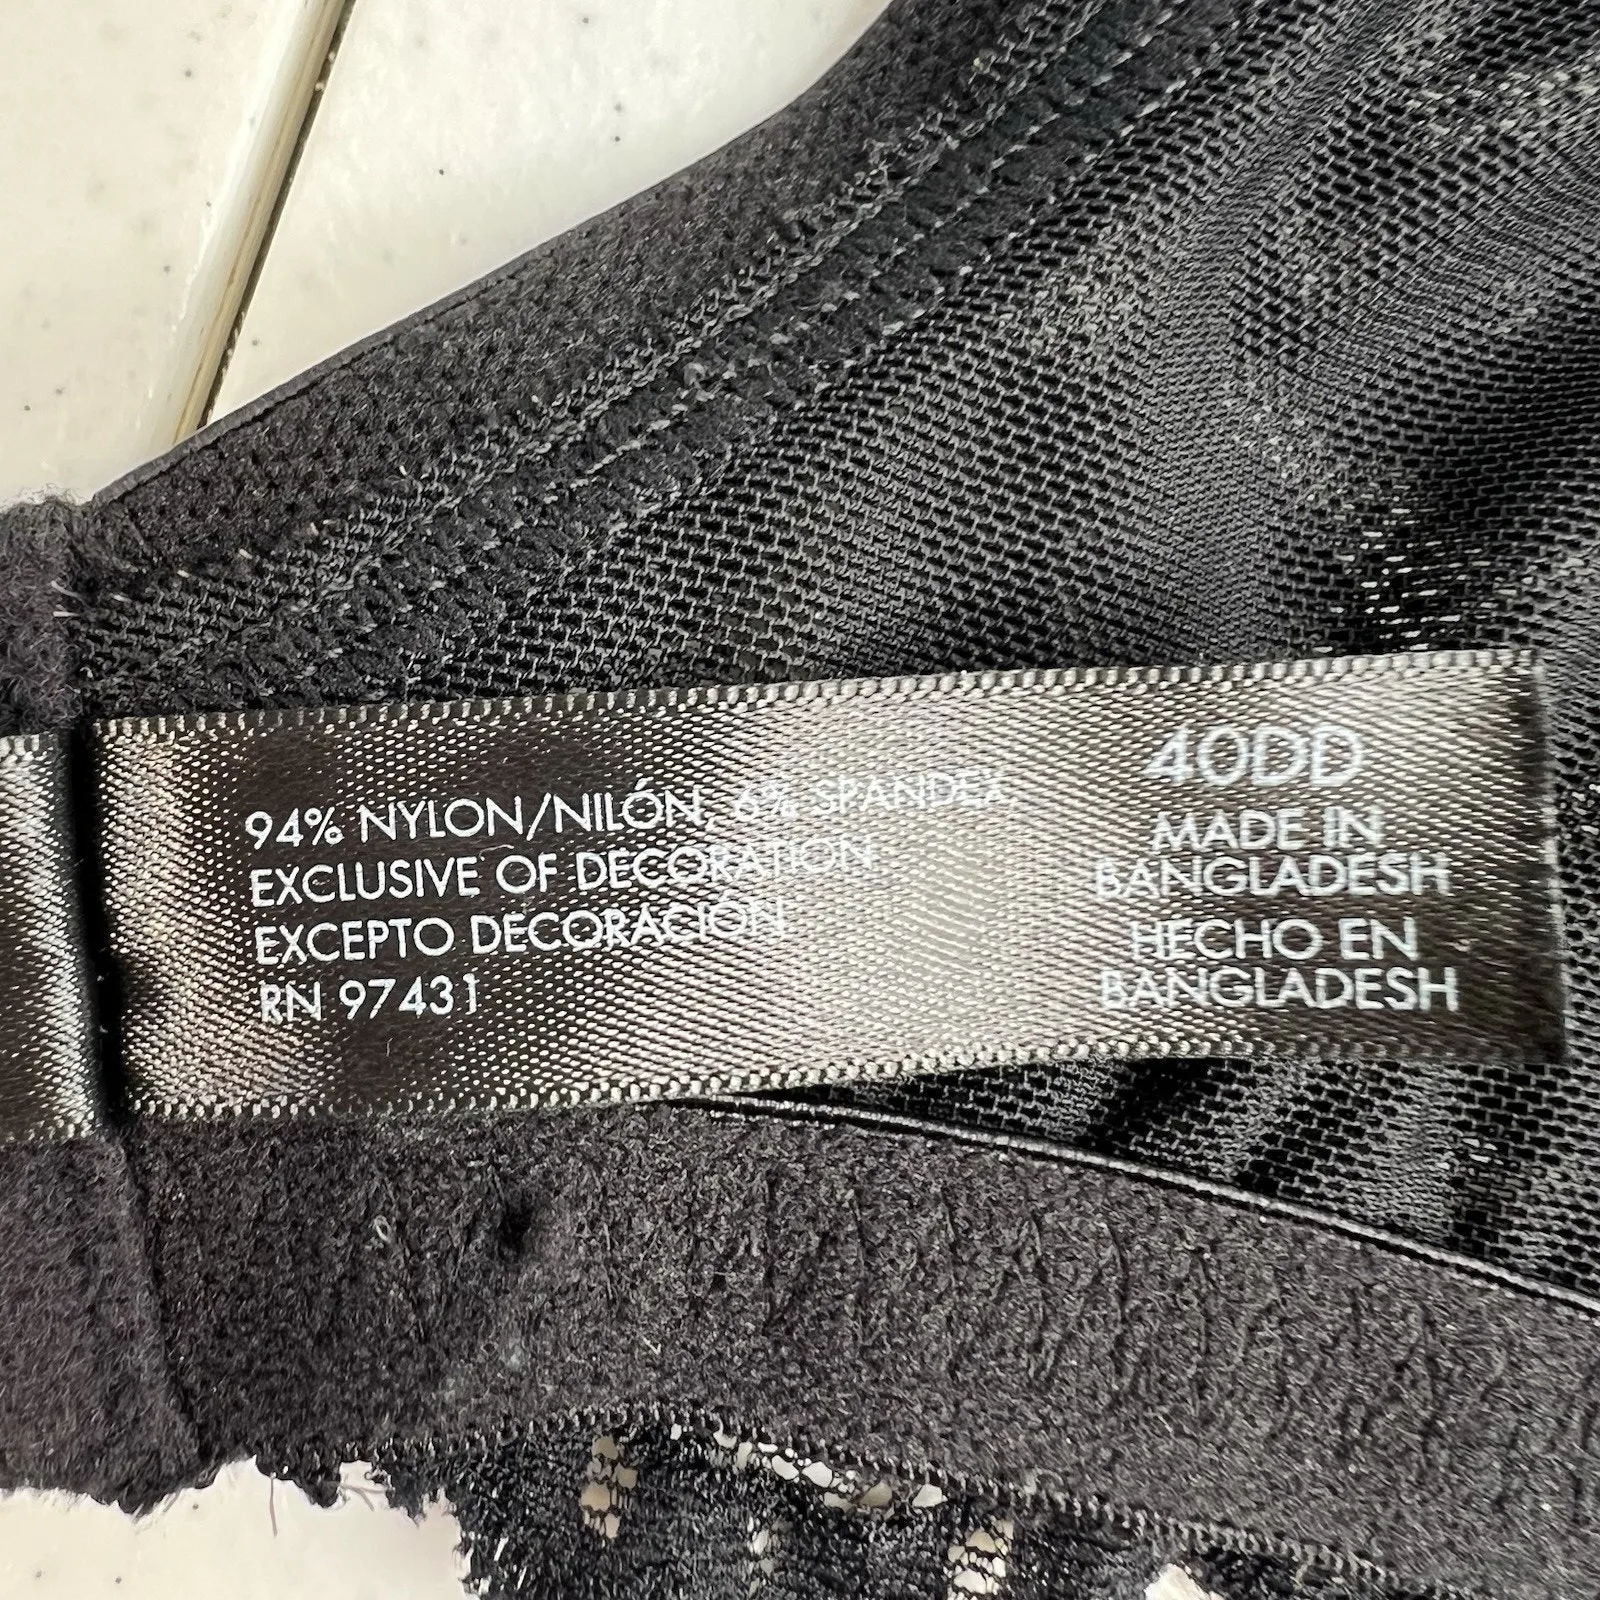 94% NYLON/NILÓN, 6% SPANDEX,
EXCLUSIVE OF DECORATION
EXCEPTO DECORACIÓN
RN 97431
40DD
MADE IN
BANGLADESH
HECHO EN
BANGLADESH